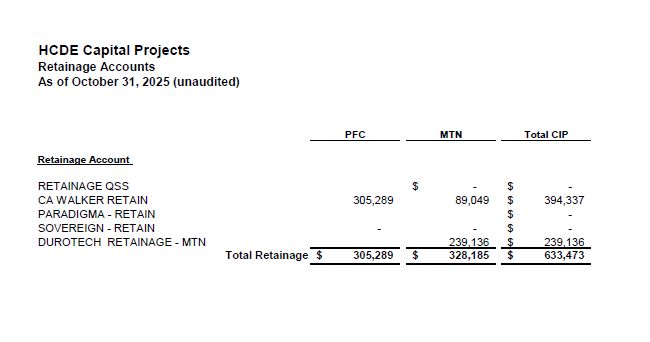 HCDE Capital Projects
Retainage Accounts
As of October 31, 2025 (unaudited)
PFC MTN Total CIP
Retainage Account
RETAINAGE QSS $ - $ -
CA WALKER RETAIN 305,289 89,049 $ 394,337
PARADIGMA - RETAIN $ -
SOVEREIGN - RETAIN - - $ -
DUROTECH RETAINAGE - MTN 239,136 $ 239,136
Total Retainage $ 305,289 $ 328,185 $ 633,473